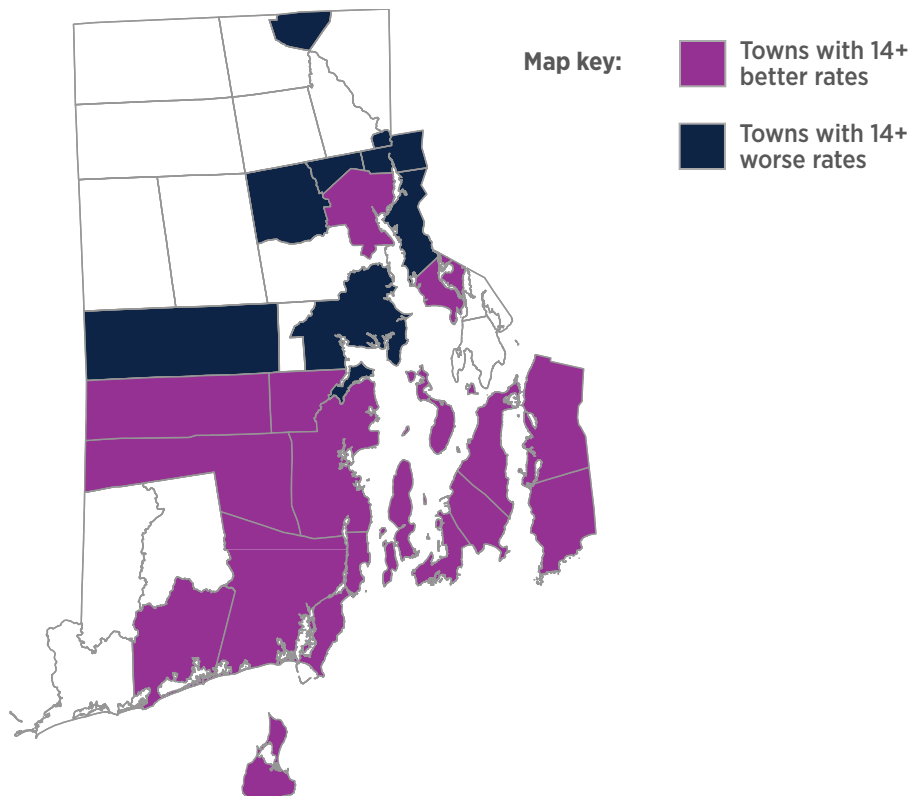 Map key:
Towns with 14+
better rates
Towns with 14+
worse rates